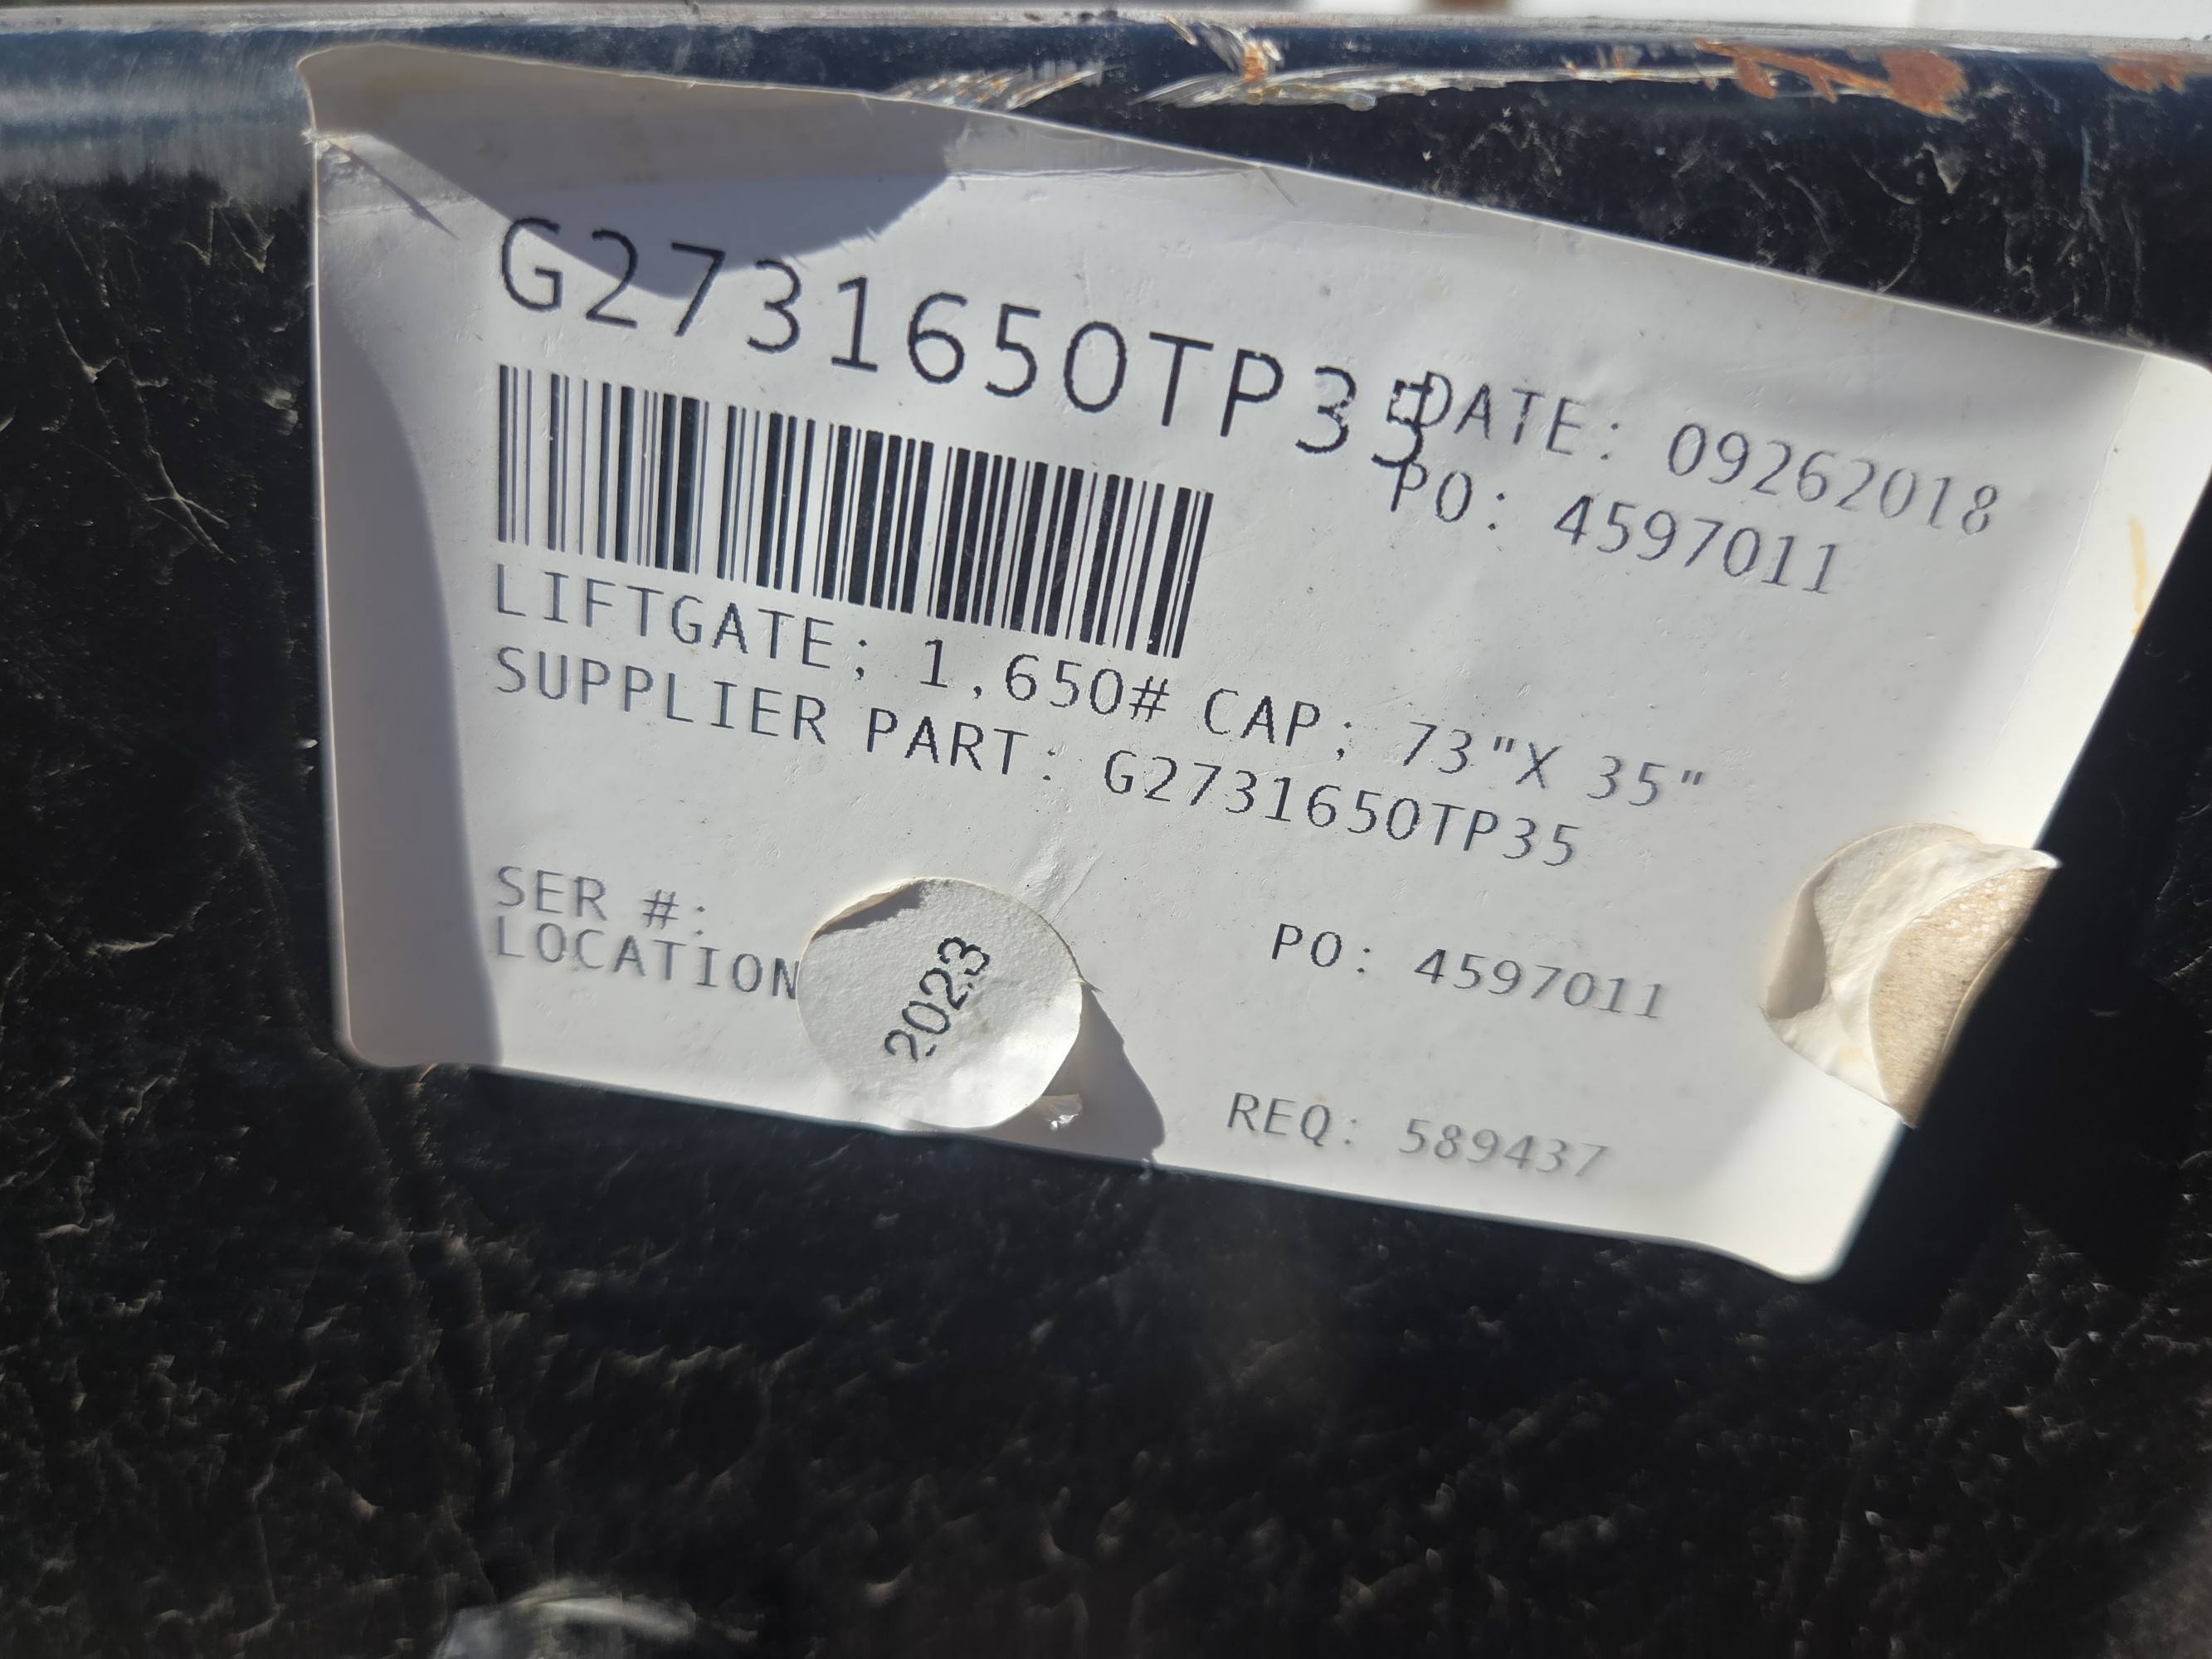 G2731650TP35
DATE: 09262018
PO: 4597011
LIFTGATE; 1,650# CAP; 73"X 35"
SUPPLIER PART: G2731650TP35
SER #:
LOCATION
2023
PO: 4597011
REQ: 589437